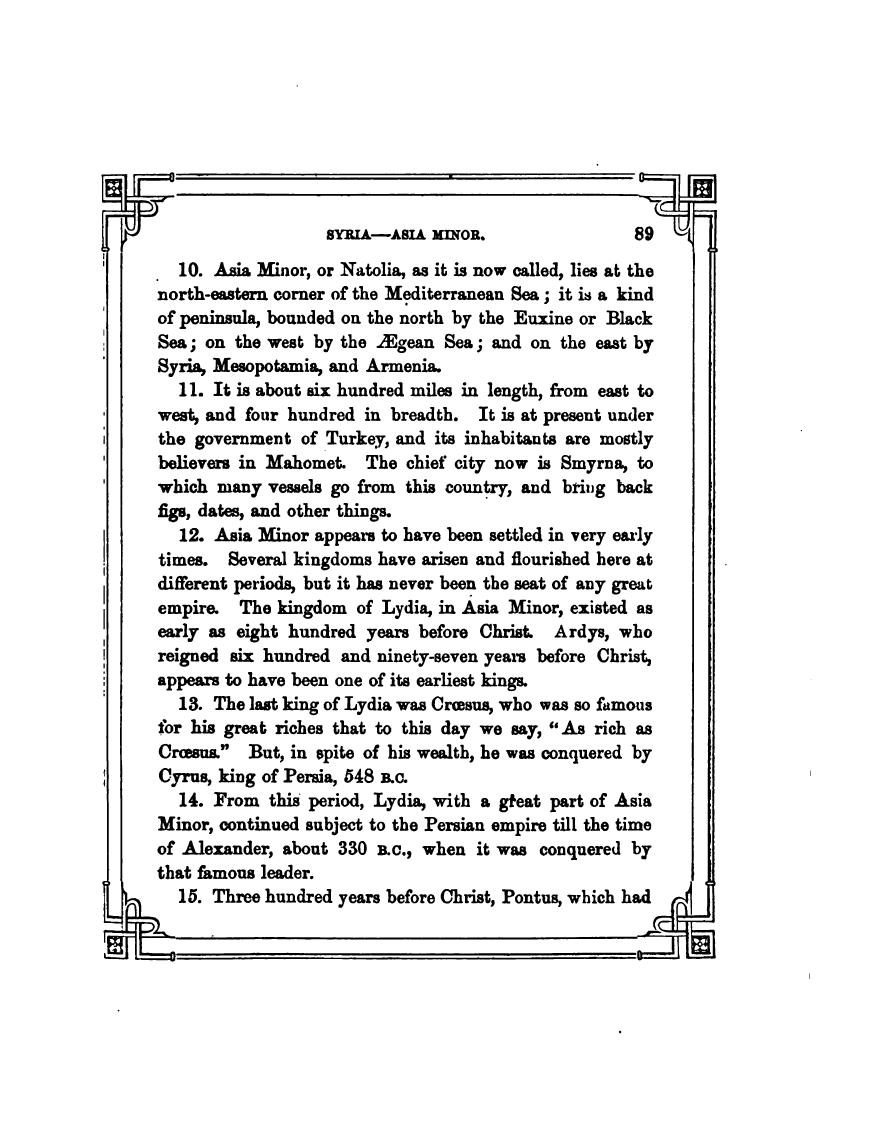 SYRIA—ASIA MINOR. 89
10. Asia Minor, or Natolia, as it is now called, lies at the
north-eastern corner of the Mediterranean Sea; it is a kind
of peninsula, bounded on the north by the Euxine or Black
Sea; on the west by the Ægean Sea; and on the east by
Syria, Mesopotamia, and Armenia.
11. It is about six hundred miles in length, from east to
west, and four hundred in breadth. It is at present under
the government of Turkey, and its inhabitants are mostly
believers in Mahomet. The chief city now is Smyrna, to
which many vessels go from this country, and bring back
figs, dates, and other things.
12. Asia Minor appears to have been settled in very early
times. Several kingdoms have arisen and flourished here at
different periods, but it has never been the seat of any great
empire. The kingdom of Lydia, in Asia Minor, existed as
early as eight hundred years before Christ. Ardys, who
reigned six hundred and ninety-seven years before Christ,
appears to have been one of its earliest kings.
13. The last king of Lydia was Crœsus, who was so famous
for his great riches that to this day we say, “As rich as
Crœsus.” But, in spite of his wealth, he was conquered by
Cyrus, king of Persia, 548 B.C.
14. From this period, Lydia, with a great part of Asia
Minor, continued subject to the Persian empire till the time
of Alexander, about 330 B.C., when it was conquered by
that famous leader.
15. Three hundred years before Christ, Pontus, which had